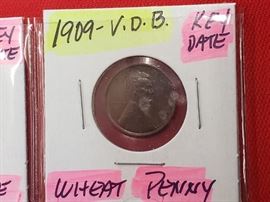 1909-V.D.B.
KEY
DATE
WHEAT PENNY